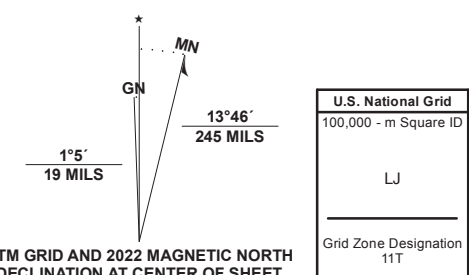 ★
MN
GN
13°46´
245 MILS
1°5´
19 MILS
TM GRID AND 2022 MAGNETIC NORTH
DECLINATION AT CENTER OF SHEET
U.S. National Grid
100,000 - m Square ID
LJ
Grid Zone Designation
11T